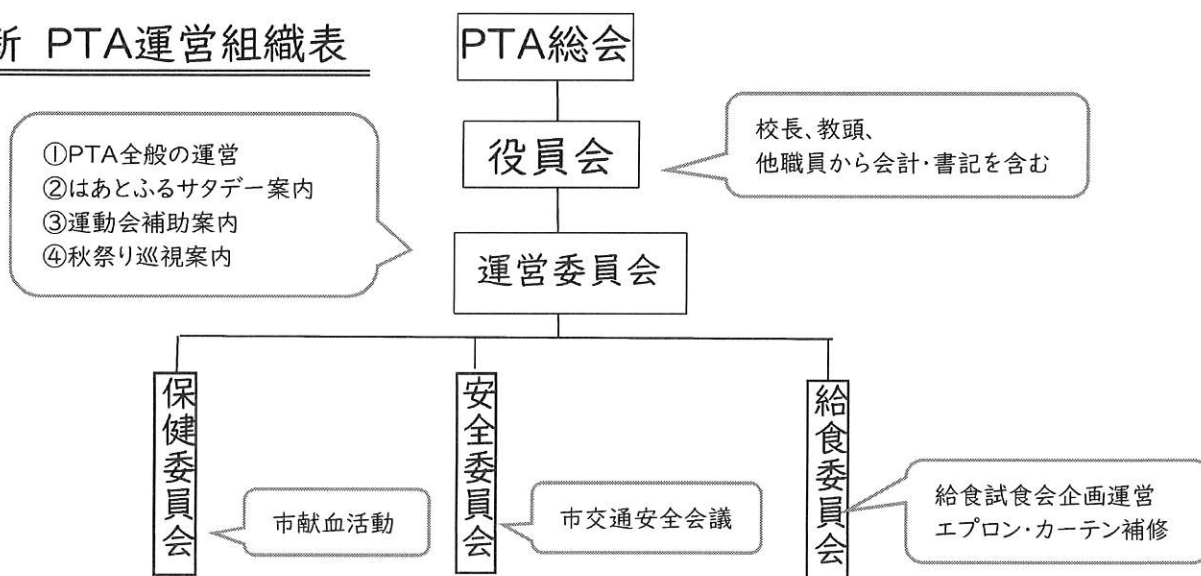 新 PTA運営組織表
PTA総会
役員会
校長、教頭、
他職員から会計・書記を含む
①PTA全般の運営
②はあとふるサタデー案内
③運動会補助案内
④秋祭り巡視案内
運営委員会
保健委員会
市献血活動
安全委員会
市交通安全会議
給食委員会
給食試食会企画運営
エプロン・カーテン補修